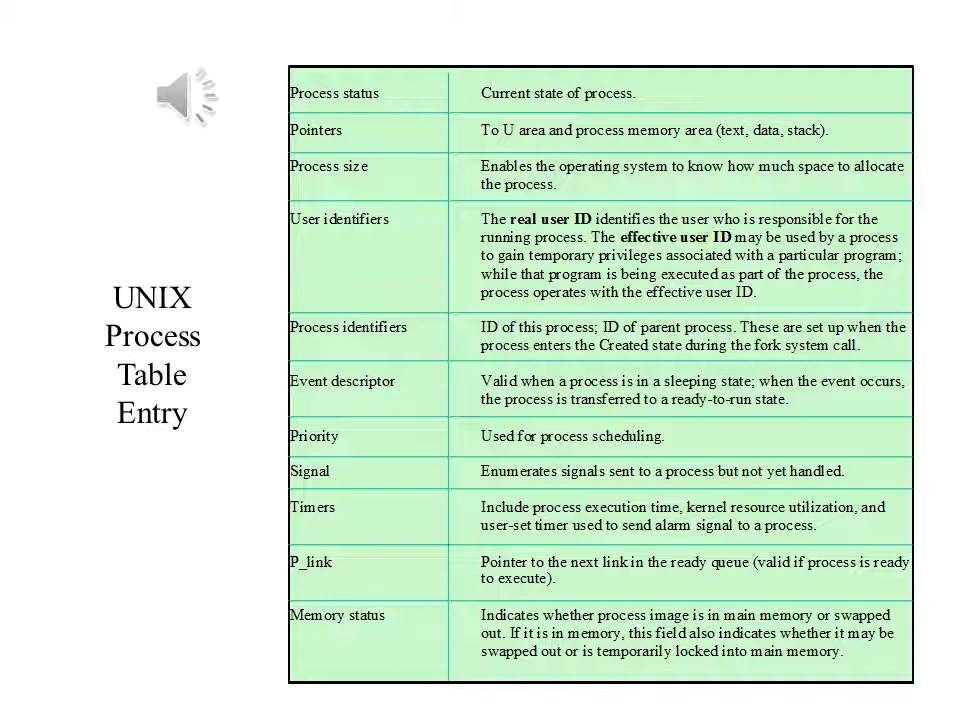 UNIX
Process
Table
Entry
Process status
Current state of process.
Pointers
To U area and process memory area (text, data, stack).
Process size
Enables the operating system to know how much space to allocate
the process.
User identifiers
The real user ID identifies the user who is responsible for the
running process. The effective user ID may be used by a process
to gain temporary privileges associated with a particular program;
while that program is being executed as part of the process, the
process operates with the effective user ID.
Process identifiers
ID of this process; ID of parent process. These are set up when the
process enters the Created state during the fork system call.
Event descriptor
Valid when a process is in a sleeping state; when the event occurs,
the process is transferred to a ready-to-run state.
Priority
Used for process scheduling.
Signal
Enumerates signals sent to a process but not yet handled.
Timers
Include process execution time, kernel resource utilization, and
user-set timer used to send alarm signal to a process.
P_link
Pointer to the next link in the ready queue (valid if process is ready
to execute).
Memory status
Indicates whether process image is in main memory or swapped
out. If it is in memory, this field also indicates whether it may be
swapped out or is temporarily locked into main memory.